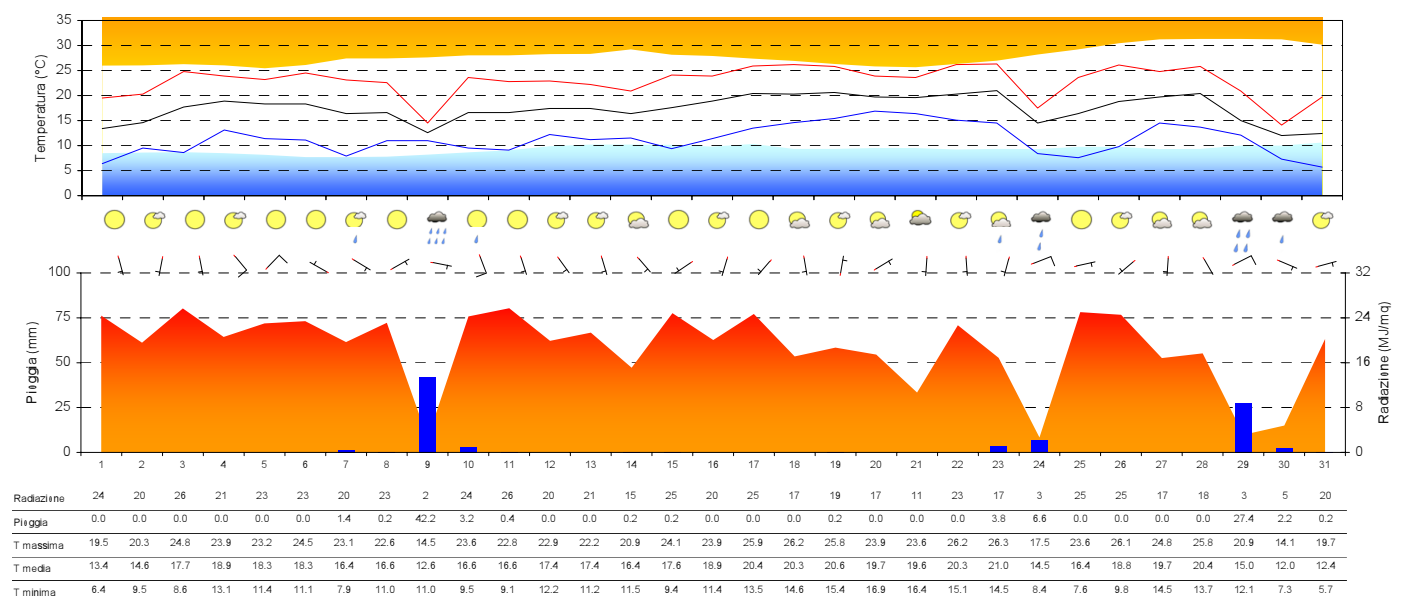 35
30
25
20
15
10
5
0
Temperatura (°C)
100
75
50
25
0
Pioggia (mm)
32
24
16
8
0
Radiazione (MJ/mq)
1 2 3 4 5 6 7 8 9 10 11 12 13 14 15 16 17 18 19 20 21 22 23 24 25 26 27 28 29 30 31
Radiazione 24 20 26 21 23 23 20 23 2 24 26 20 21 15 25 20 25 17 19 17 11 23 17 3 25 25 17 18 3 5 20
Pioggia 0.0 0.0 0.0 0.0 0.0 0.0 1.4 0.2 42.2 3.2 0.4 0.0 0.0 0.2 0.2 0.0 0.0 0.0 0.2 0.0 0.0 0.0 3.8 6.6 0.0 0.0 0.0 0.0 27.4 2.2 0.2
T massima 19.5 20.3 24.8 23.9 23.2 24.5 23.1 22.6 14.5 23.6 22.8 22.9 22.2 20.9 24.1 23.9 25.9 26.2 25.8 23.9 23.6 26.2 26.3 17.5 23.6 26.1 24.8 25.8 20.9 14.1 19.7
T media 13.4 14.6 17.7 18.9 18.3 18.3 16.4 16.6 12.6 16.6 16.6 17.4 17.4 16.4 17.6 18.9 20.4 20.3 20.6 19.7 19.6 20.3 21.0 14.5 16.4 18.8 19.7 20.4 15.0 12.0 12.4
T minima 6.4 9.5 8.6 13.1 11.4 11.1 7.9 11.0 11.0 9.5 9.1 12.2 11.2 11.5 9.4 11.4 13.5 14.6 15.4 16.9 16.4 15.1 14.5 8.4 7.6 9.8 14.5 13.7 12.1 7.3 5.7